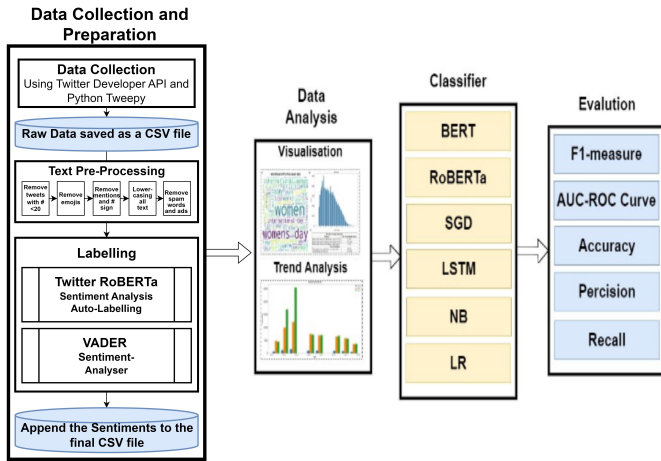 Data Collection and
Preparation
Data Collection
Using Twitter Developer API and
Python Tweepy
Raw Data saved as a CSV file
Text Pre-Processing
Remove
tweets
with #
<20
Remove
emojis
Remove
mentions
and #
sign
Lower-
casing
all
text
Remove
spam
words
and ads
Labelling
Twitter RoBERTa
Sentiment Analysis
Auto-Labelling
VADER
Sentiment-
Analyser
Append the Sentiments to the
final CSV file
Data
Analysis
Visualisation
women
womens day
Trend Analysis
Classifier
BERT
RoBERTa
SGD
LSTM
NB
LR
Evalution
F1-measure
AUC-ROC Curve
Accuracy
Percision
Recall